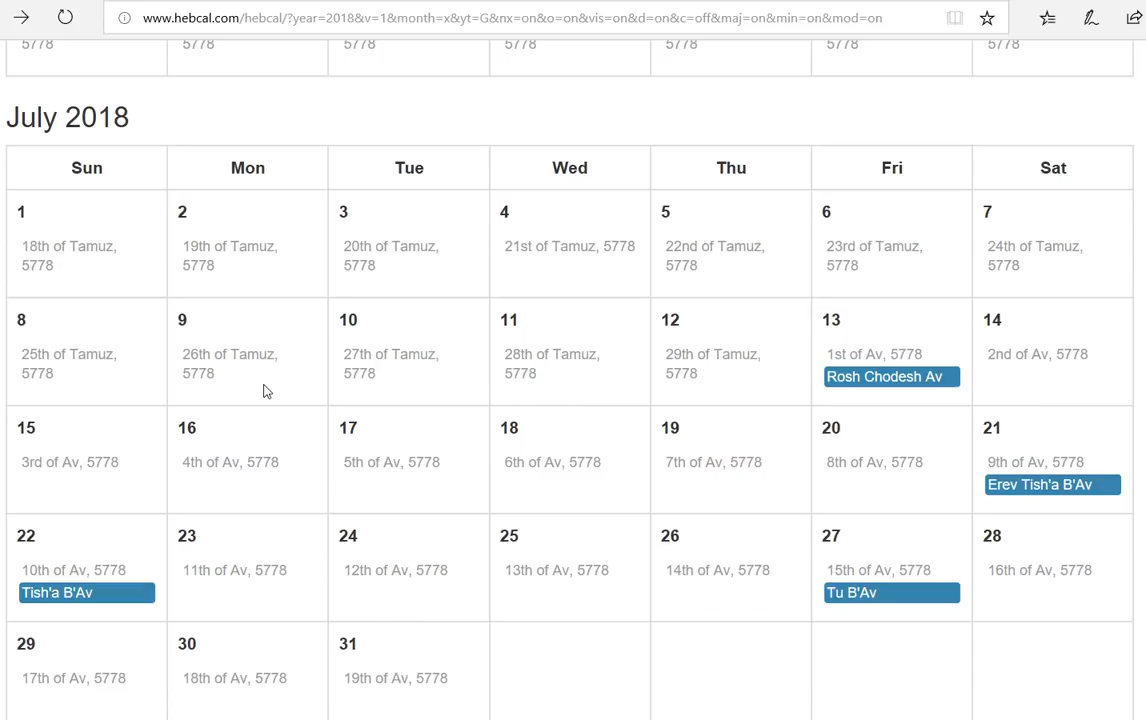 www.hebcal.com/hebcal/?year=2018&v=1&month=x&yt=G&nx=on&o=on&vis=on&d=on&c=off&maj=on&min=on&mod=on
5778 5778 5778 5778 5778 5778 5778
July 2018
Sun Mon Tue Wed Thu Fri Sat
1 2 3 4 5 6 7
18th of Tamuz, 19th of Tamuz, 20th of Tamuz, 21st of Tamuz, 5778 22nd of Tamuz, 23rd of Tamuz, 24th of Tamuz,
5778 5778 5778 5778 5778 5778
8 9 10 11 12 13 14
25th of Tamuz, 26th of Tamuz, 27th of Tamuz, 28th of Tamuz, 29th of Tamuz, 1st of Av, 5778 2nd of Av, 5778
5778 5778 5778 5778 5778 Rosh Chodesh Av
15 16 17 18 19 20 21
3rd of Av, 5778 4th of Av, 5778 5th of Av, 5778 6th of Av, 5778 7th of Av, 5778 8th of Av, 5778 9th of Av, 5778
Erev Tish'a B'Av
22 23 24 25 26 27 28
10th of Av, 5778 11th of Av, 5778 12th of Av, 5778 13th of Av, 5778 14th of Av, 5778 15th of Av, 5778 16th of Av, 5778
Tish'a B'Av Tu B'Av
29 30 31
17th of Av, 5778 18th of Av, 5778 19th of Av, 5778